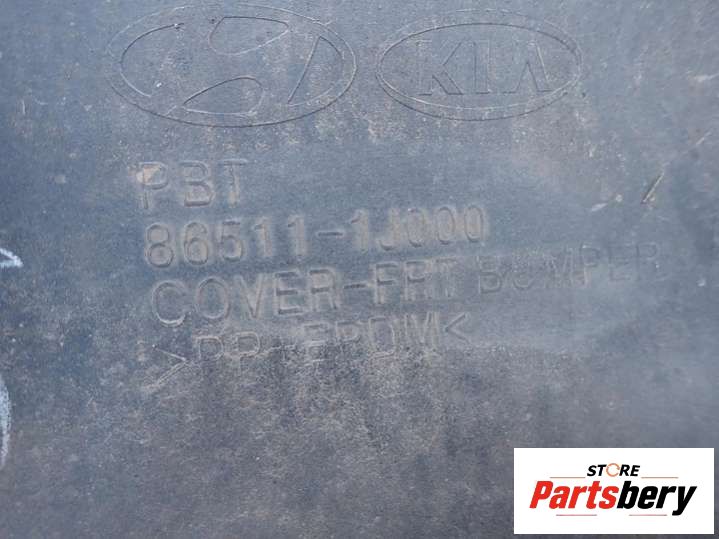 KIA
PBT
86511-1J000
COVER-FRT BUMPER
>PP+EPDM<
STORE
Partsbery